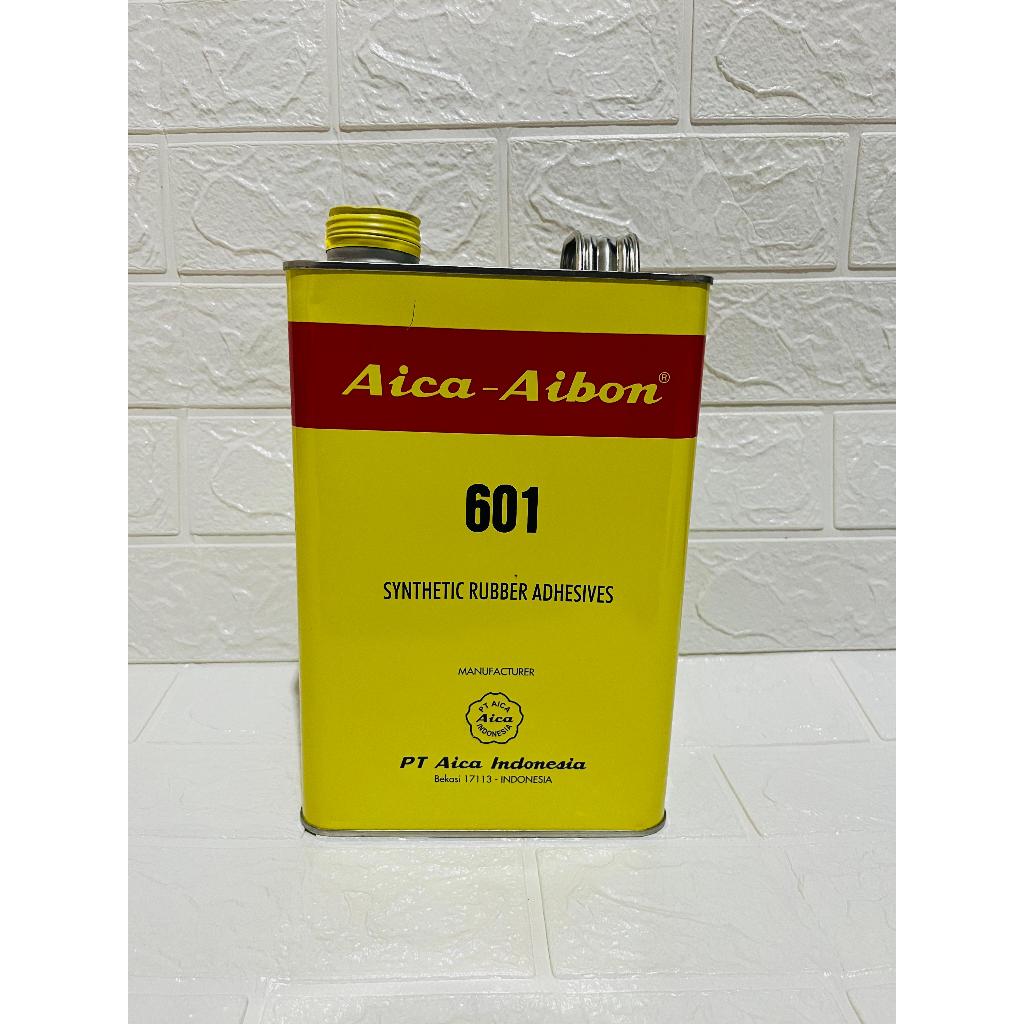 Aica-Aibon®
601
SYNTHETIC RUBBER ADHESIVES
MANUFACTURER
PT AICA
Aica
INDONESIA
PT Aica Indonesia
Bekasi 17113 - INDONESIA